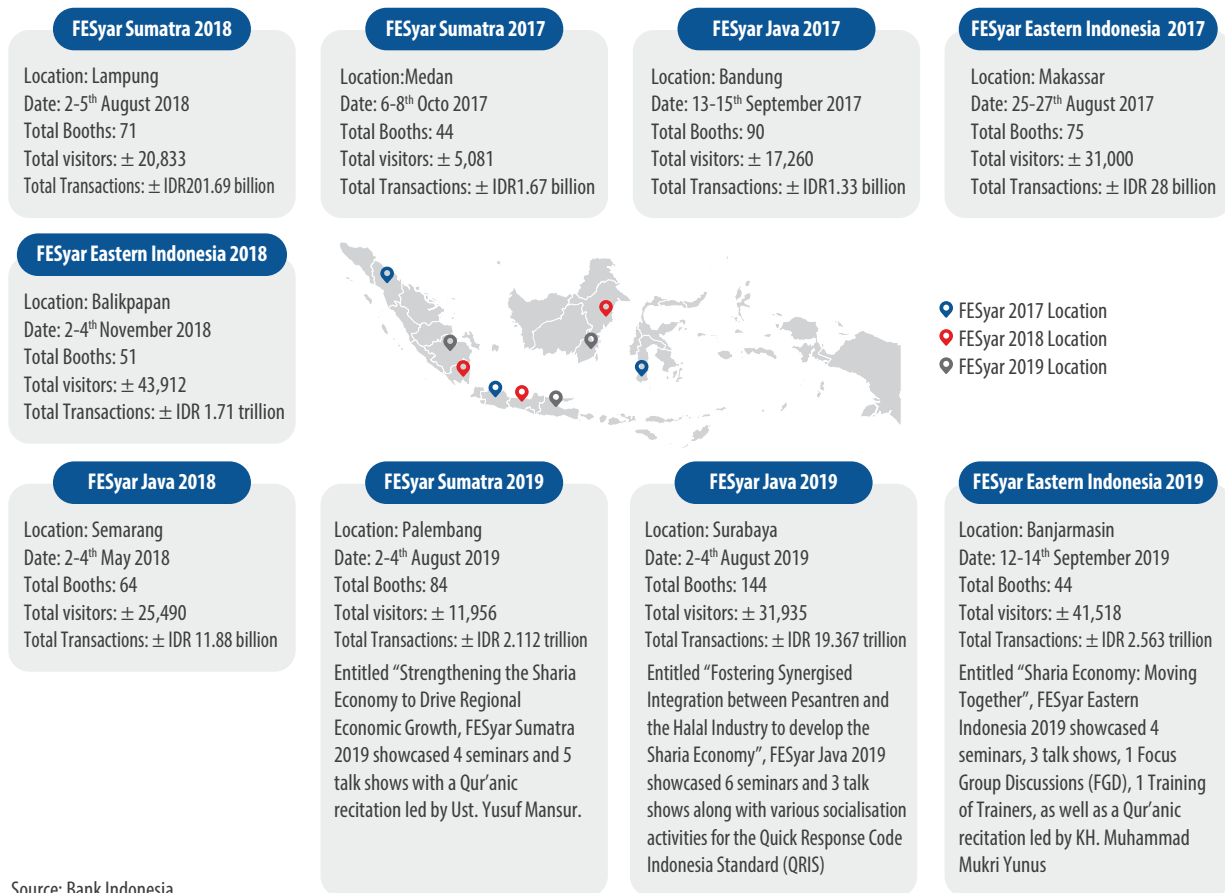 FESyar Sumatra 2018
Location: Lampung
Date: 2-5th August 2018
Total Booths: 71
Total visitors: ± 20,833
Total Transactions: ± IDR201.69 billion
FESyar Sumatra 2017
Location:Medan
Date: 6-8th Octo 2017
Total Booths: 44
Total visitors: ± 5,081
Total Transactions: ± IDR1.67 billion
FESyar Java 2017
Location: Bandung
Date: 13-15th September 2017
Total Booths: 90
Total visitors: ± 17,260
Total Transactions: ± IDR1.33 billion
FESyar Eastern Indonesia 2017
Location: Makassar
Date: 25-27th August 2017
Total Booths: 75
Total visitors: ± 31,000
Total Transactions: ± IDR 28 billion
FESyar Eastern Indonesia 2018
Location: Balikpapan
Date: 2-4th November 2018
Total Booths: 51
Total visitors: ± 43,912
Total Transactions: ± IDR 1.71 trillion
FESyar 2017 Location
FESyar 2018 Location
FESyar 2019 Location
FESyar Java 2018
Location: Semarang
Date: 2-4th May 2018
Total Booths: 64
Total visitors: ± 25,490
Total Transactions: ± IDR 11.88 billion
FESyar Sumatra 2019
Location: Palembang
Date: 2-4th August 2019
Total Booths: 84
Total visitors: ± 11,956
Total Transactions: ± IDR 2.112 trillion
Entitled “Strengthening the Sharia
Economy to Drive Regional
Economic Growth, FESyar Sumatra
2019 showcased 4 seminars and 5
talk shows with a Qur’anic
recitation led by Ust. Yusuf Mansur.
FESyar Java 2019
Location: Surabaya
Date: 2-4th August 2019
Total Booths: 144
Total visitors: ± 31,935
Total Transactions: ± IDR 19.367 trillion
Entitled “Fostering Synergised
Integration between Pesantren and
the Halal Industry to develop the
Sharia Economy”, FESyar Java 2019
showcased 6 seminars and 3 talk
shows along with various socialisation
activities for the Quick Response Code
Indonesia Standard (QRIS)
FESyar Eastern Indonesia 2019
Location: Banjarmasin
Date: 12-14th September 2019
Total Booths: 44
Total visitors: ± 41,518
Total Transactions: ± IDR 2.563 trillion
Entitled “Sharia Economy: Moving
Together”, FESyar Eastern
Indonesia 2019 showcased 4
seminars, 3 talk shows, 1 Focus
Group Discussions (FGD), 1 Training
of Trainers, as well as a Qur’anic
recitation led by KH. Muhammad
Mukri Yunus
Source: Bank Indonesia